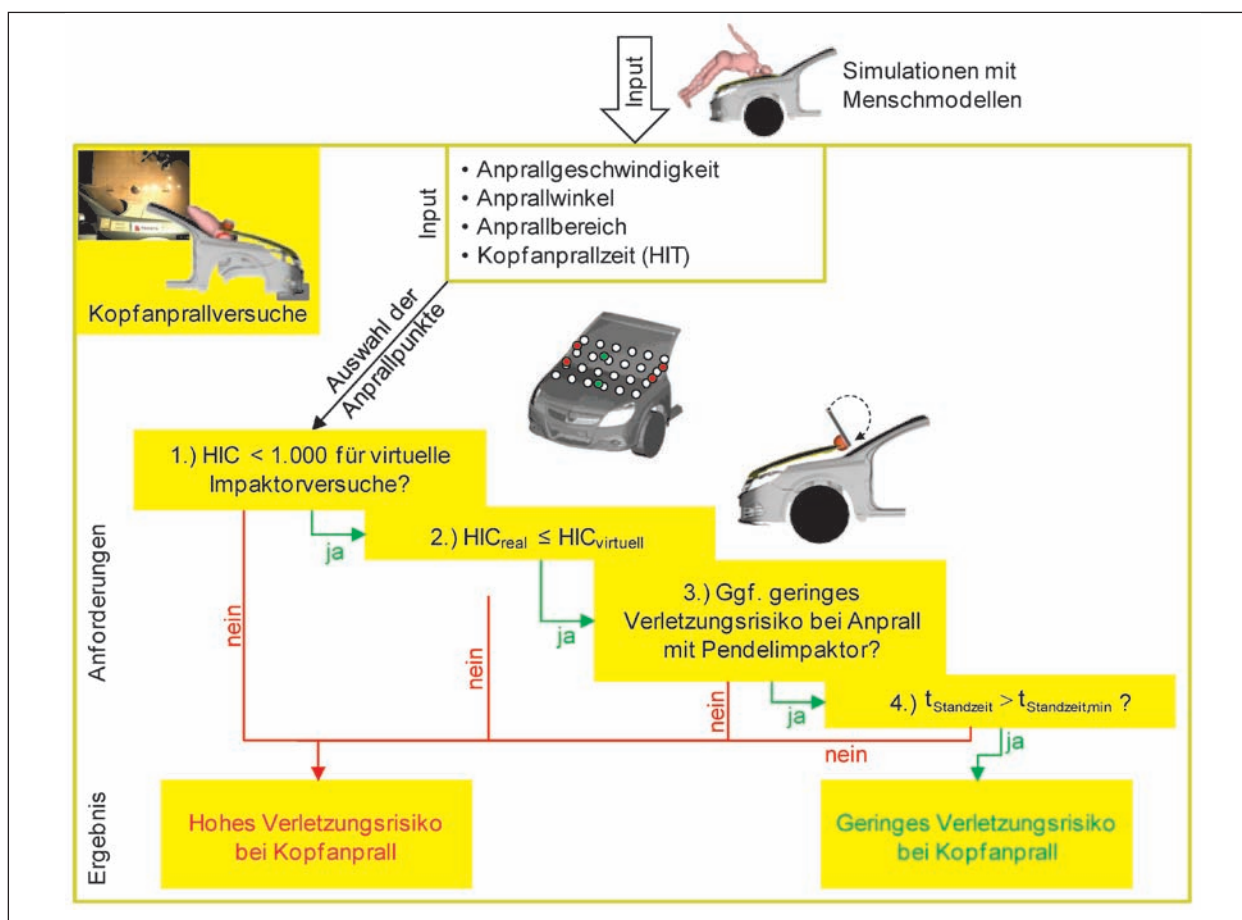 Input
Simulationen mit
Menschmodellen
Input
• Anprallgeschwindigkeit
• Anprallwinkel
• Anprallbereich
• Kopfanprallzeit (HIT)
Kopfanprallversuche
Auswahl der
Anprallpunkte
Anforderungen
1.) HIC < 1.000 für virtuelle
Impaktorversuche?
ja
2.) HICreal ≤ HICvirtuell
ja
3.) Ggf. geringes
Verletzungsrisiko bei Anprall
mit Pendelimpaktor?
nein
nein
nein
ja
4.) tStandzeit > tStandzeit,min ?
nein
ja
Ergebnis
Hohes Verletzungsrisiko
bei Kopfanprall
Geringes Verletzungsrisiko
bei Kopfanprall